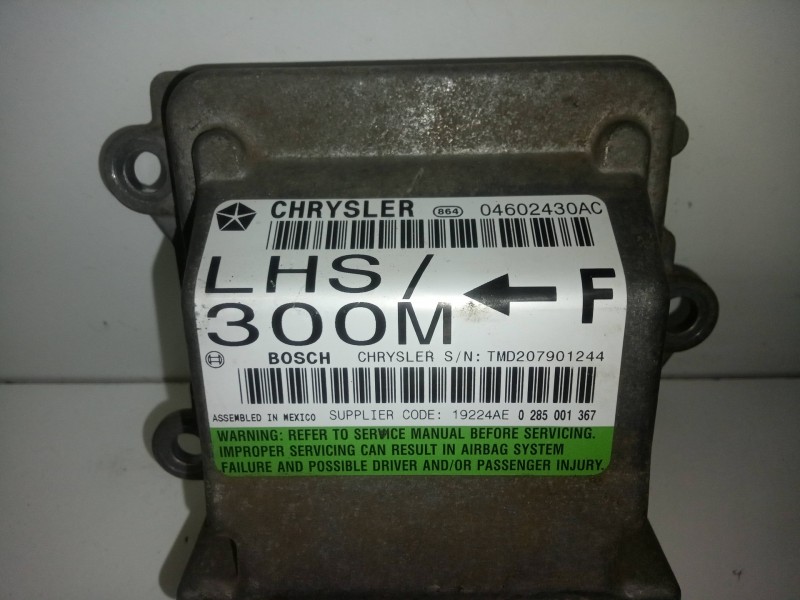 CHRYSLER 864 04602430AC
LHS/ F
300M
BOSCH CHRYSLER S/N: TMD207901244
ASSEMBLED IN MEXICO SUPPLIER CODE: 19224AE 0 285 001 367
WARNING: REFER TO SERVICE MANUAL BEFORE SERVICING.
IMPROPER SERVICING CAN RESULT IN AIRBAG SYSTEM
FAILURE AND POSSIBLE DRIVER AND/OR PASSENGER INJURY.